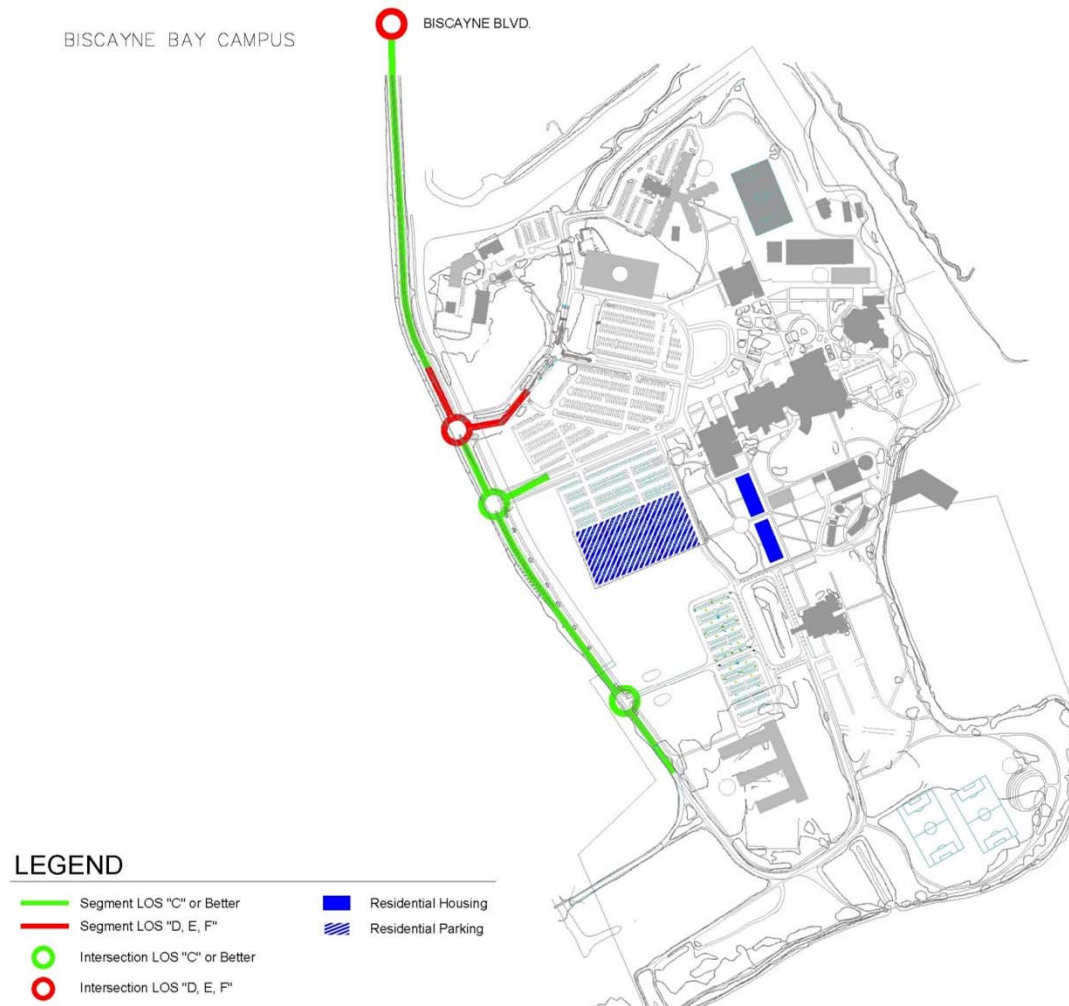 BISCAYNE BLVD.
BISCAYNE BAY CAMPUS
LEGEND
Segment LOS "C" or Better
Segment LOS "D, E, F"
Intersection LOS "C" or Better
Intersection LOS "D, E, F"
Residential Housing
Residential Parking